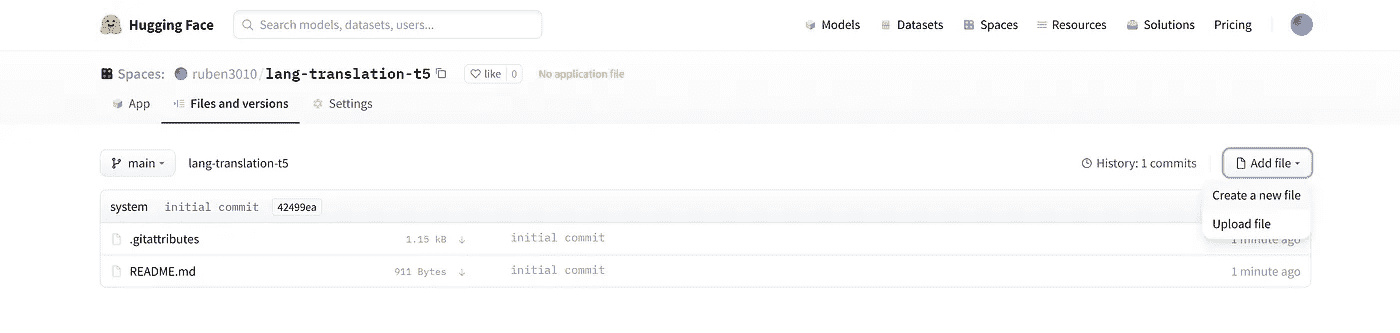 Hugging Face Search models, datasets, users... Models Datasets Spaces Resources Solutions Pricing
Spaces: ruben3010/lang-translation-t5 like 0 No application file
App Files and versions Settings
main lang-translation-t5 History: 1 commits Add file
Create a new file
system initial commit 42499ea
Upload file
.gitattributes 1.15 kB initial commit 1 minute ago
README.md 911 Bytes initial commit 1 minute ago